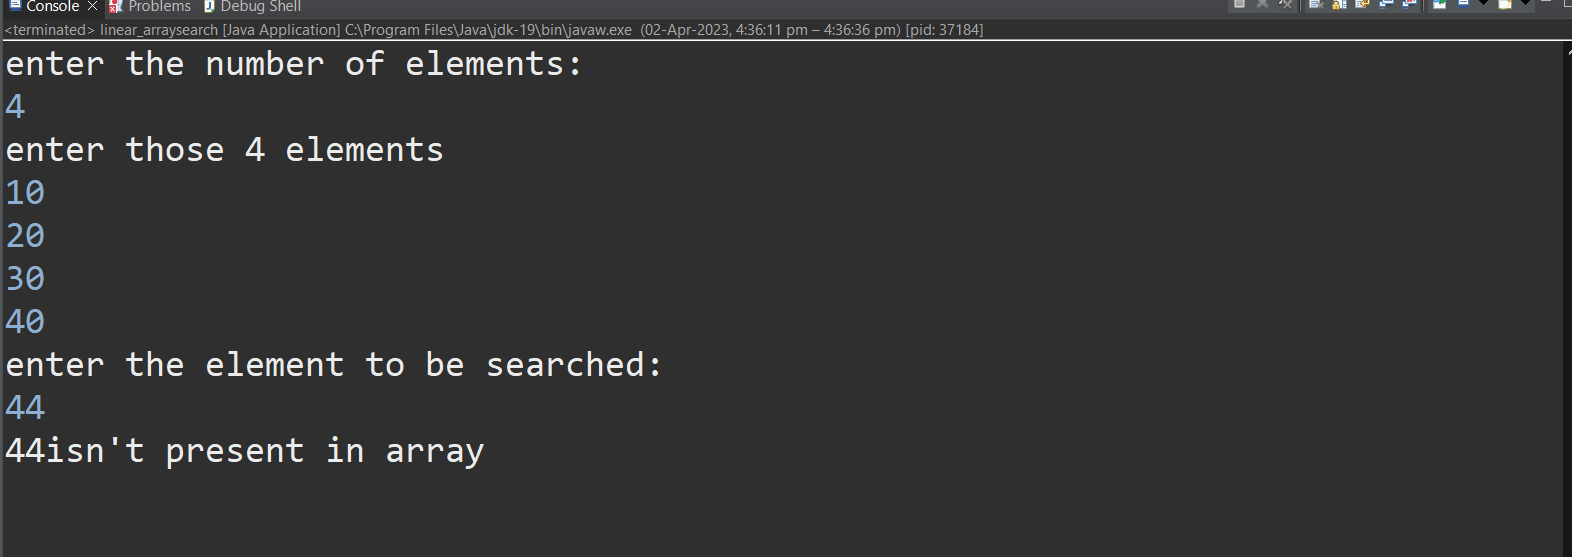 Console Problems Debug Shell
<terminated> linear_arraysearch [Java Application] C:\Program Files\Java\jdk-19\bin\javaw.exe (02-Apr-2023, 4:36:11 pm – 4:36:36 pm) [pid: 37184]
enter the number of elements:
4
enter those 4 elements
10
20
30
40
enter the element to be searched:
44
44isn't present in array